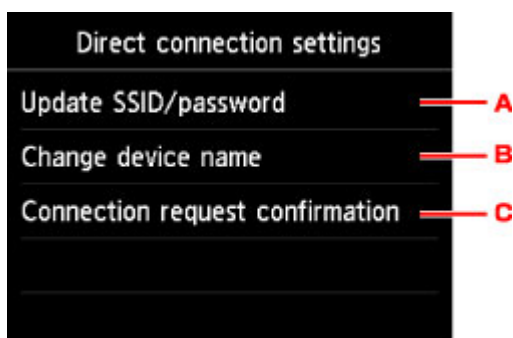 Direct connection settings
Update SSID/password A
Change device name B
Connection request confirmation C